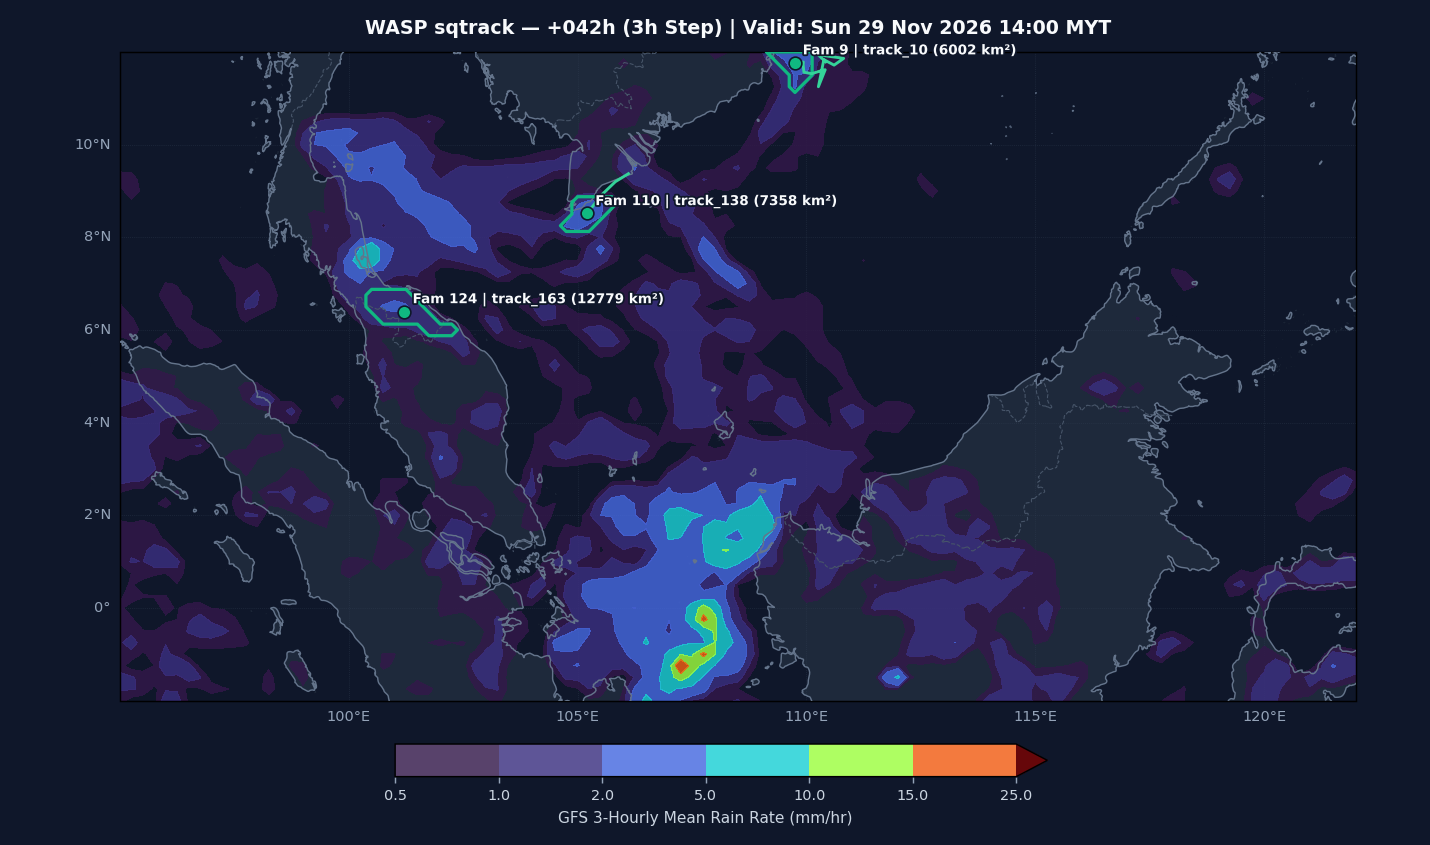 WASP sqtrack — +042h (3h Step) | Valid: Sun 29 Nov 2026 14:00 MYT
Fam 9 | track_10 (6002 km²)
10°N
Fam 110 | track_138 (7358 km²)
8°N
Fam 124 | track_163 (12779 km²)
6°N
4°N
2°N
0°
100°E 105°E 110°E 115°E 120°E
0.5 1.0 2.0 5.0 10.0 15.0 25.0
GFS 3-Hourly Mean Rain Rate (mm/hr)